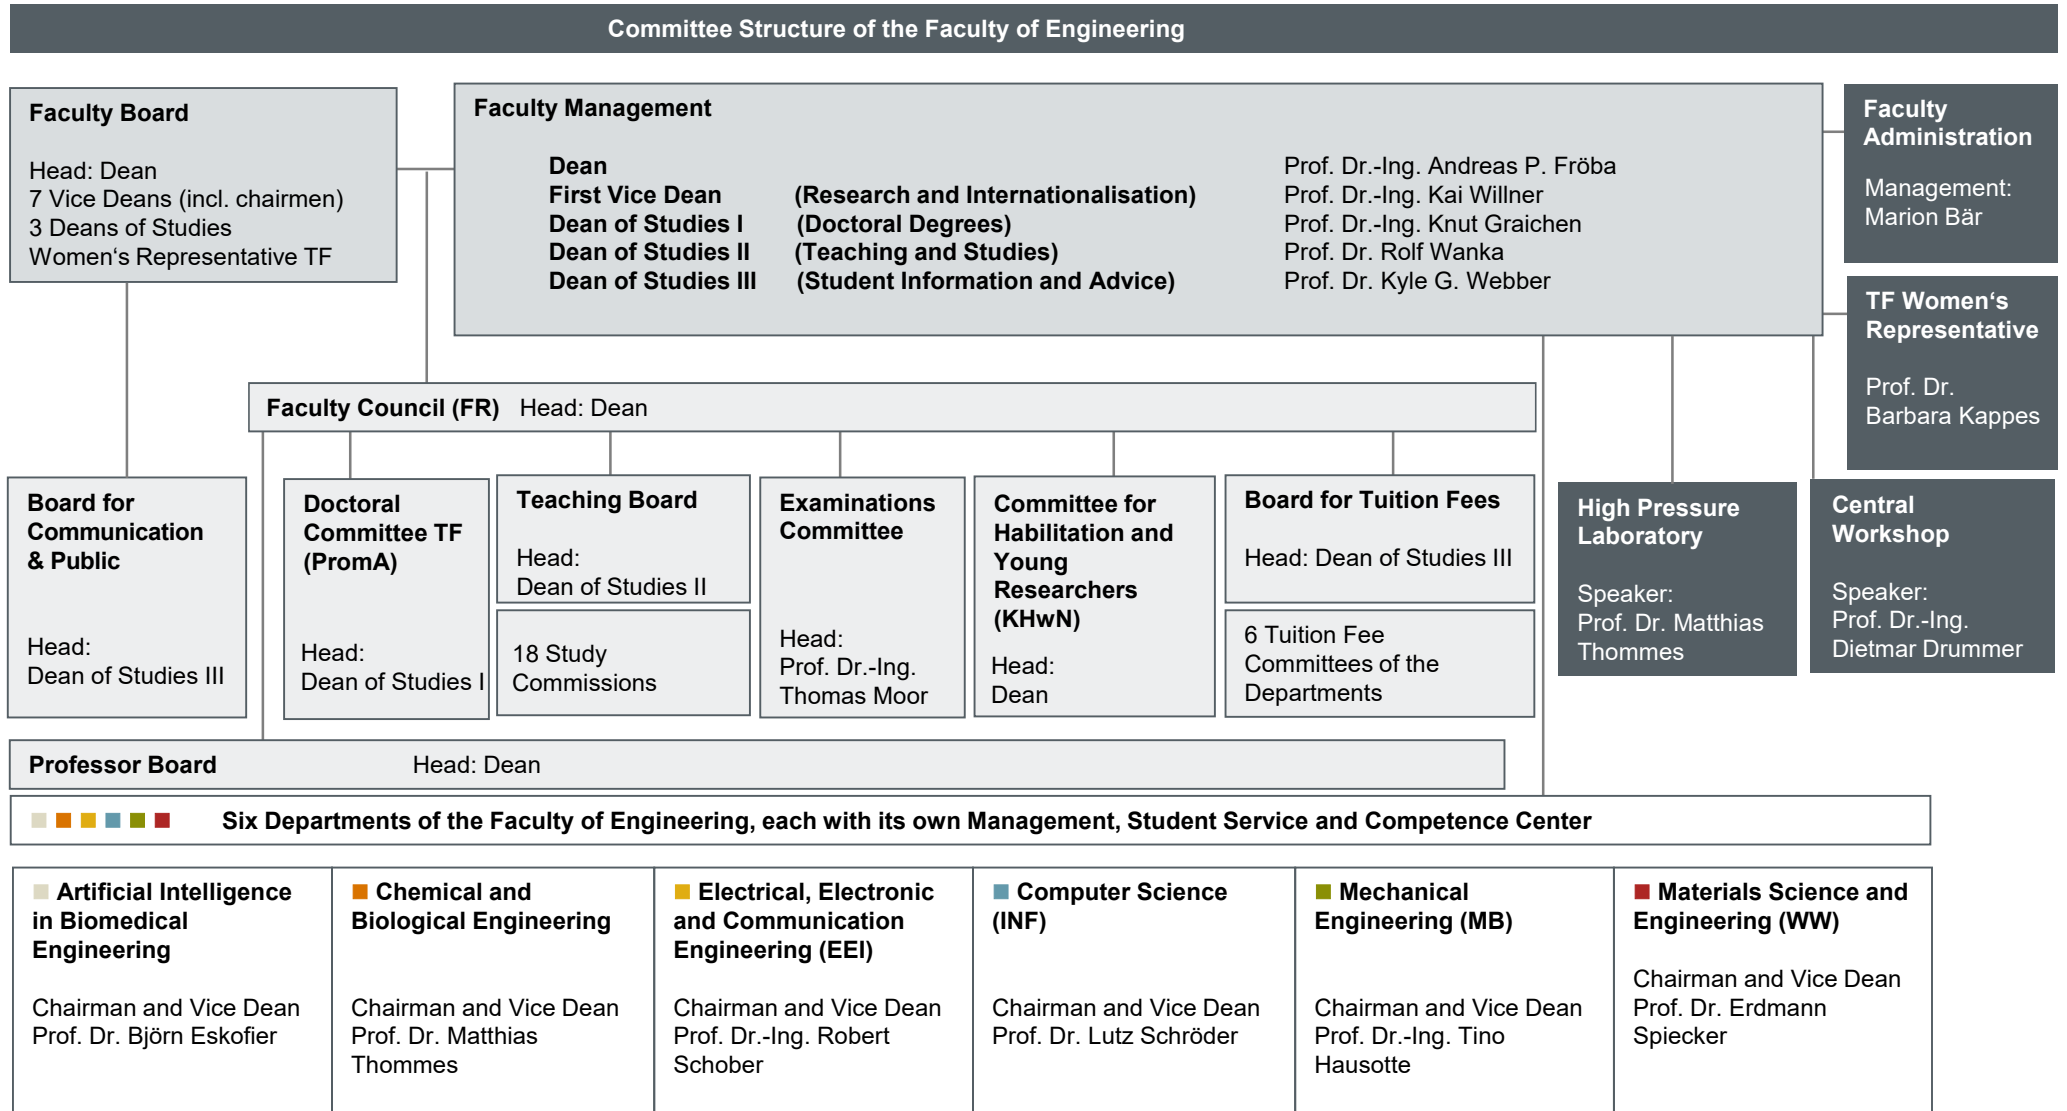 Committee Structure of the Faculty of Engineering
Faculty Board
Head: Dean
7 Vice Deans (incl. chairmen)
3 Deans of Studies
Women‘s Representative TF
Faculty Management
Dean Prof. Dr.-Ing. Andreas P. Fröba
First Vice Dean (Research and Internationalisation) Prof. Dr.-Ing. Kai Willner
Dean of Studies I (Doctoral Degrees) Prof. Dr.-Ing. Knut Graichen
Dean of Studies II (Teaching and Studies) Prof. Dr. Rolf Wanka
Dean of Studies III (Student Information and Advice) Prof. Dr. Kyle G. Webber
Faculty
Administration
Management:
Marion Bär
TF Women‘s
Representative
Prof. Dr.
Barbara Kappes
Faculty Council (FR) Head: Dean
Board for
Communication
& Public
Head:
Dean of Studies III
Doctoral
Committee TF
(PromA)
Head:
Dean of Studies I
Teaching Board
Head:
Dean of Studies II
18 Study
Commissions
Examinations
Committee
Head:
Prof. Dr.-Ing.
Thomas Moor
Committee for
Habilitation and
Young
Researchers
(KHwN)
Head:
Dean
Board for Tuition Fees
Head: Dean of Studies III
6 Tuition Fee
Committees of the
Departments
High Pressure
Laboratory
Speaker:
Prof. Dr. Matthias
Thommes
Central
Workshop
Speaker:
Prof. Dr.-Ing.
Dietmar Drummer
Professor Board Head: Dean
Six Departments of the Faculty of Engineering, each with its own Management, Student Service and Competence Center
Artificial Intelligence
in Biomedical
Engineering
Chairman and Vice Dean
Prof. Dr. Björn Eskofier
Chemical and
Biological Engineering
Chairman and Vice Dean
Prof. Dr. Matthias
Thommes
Electrical, Electronic
and Communication
Engineering (EEI)
Chairman and Vice Dean
Prof. Dr.-Ing. Robert
Schober
Computer Science
(INF)
Chairman and Vice Dean
Prof. Dr. Lutz Schröder
Mechanical
Engineering (MB)
Chairman and Vice Dean
Prof. Dr.-Ing. Tino
Hausotte
Materials Science and
Engineering (WW)
Chairman and Vice Dean
Prof. Dr. Erdmann
Spiecker